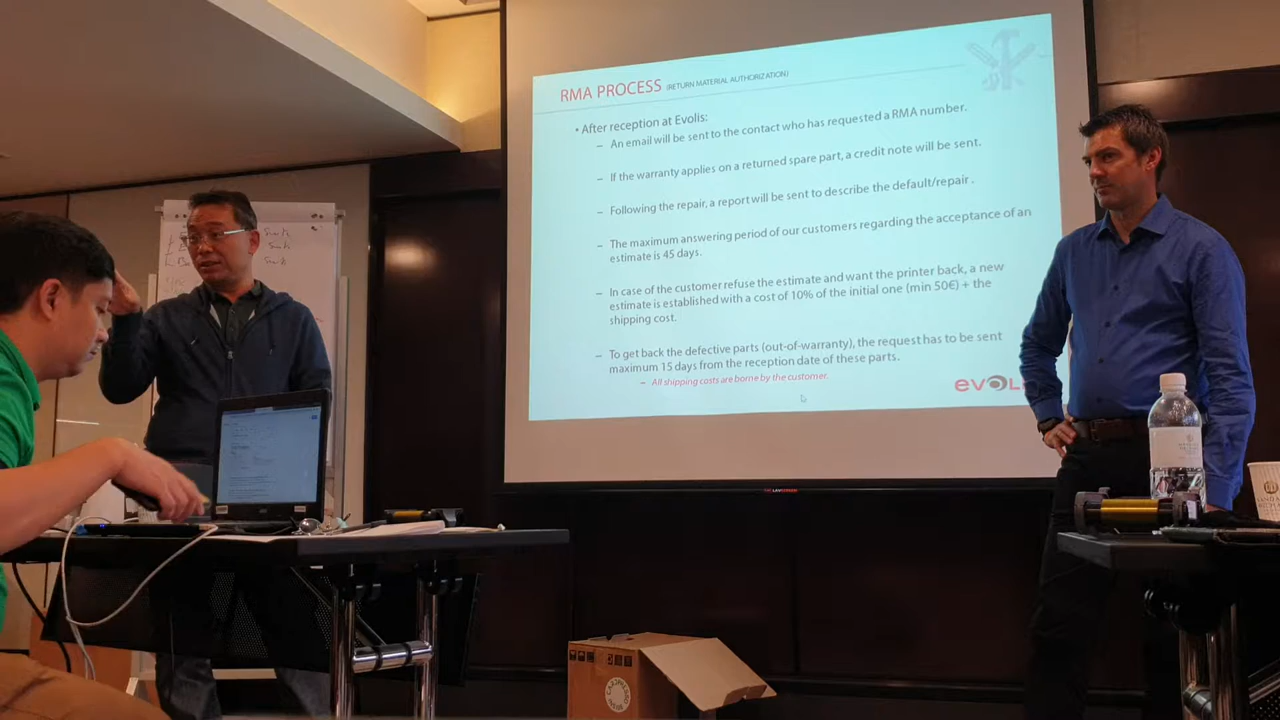 RMA PROCESS (RETURN MATERIAL AUTHORIZATION)
• After reception at Evolis:
– An email will be sent to the contact who has requested a RMA number.
– If the warranty applies on a returned spare part, a credit note will be sent.
– Following the repair, a report will be sent to describe the default/repair .
– The maximum answering period of our customers regarding the acceptance of an
estimate is 45 days.
– In case of the customer refuse the estimate and want the printer back, a new
estimate is established with a cost of 10% of the initial one (min 50€) + the
shipping cost.
– To get back the defective parts (out-of-warranty), the request has to be sent
maximum 15 days from the reception date of these parts.
– All shipping costs are borne by the customer.
evol